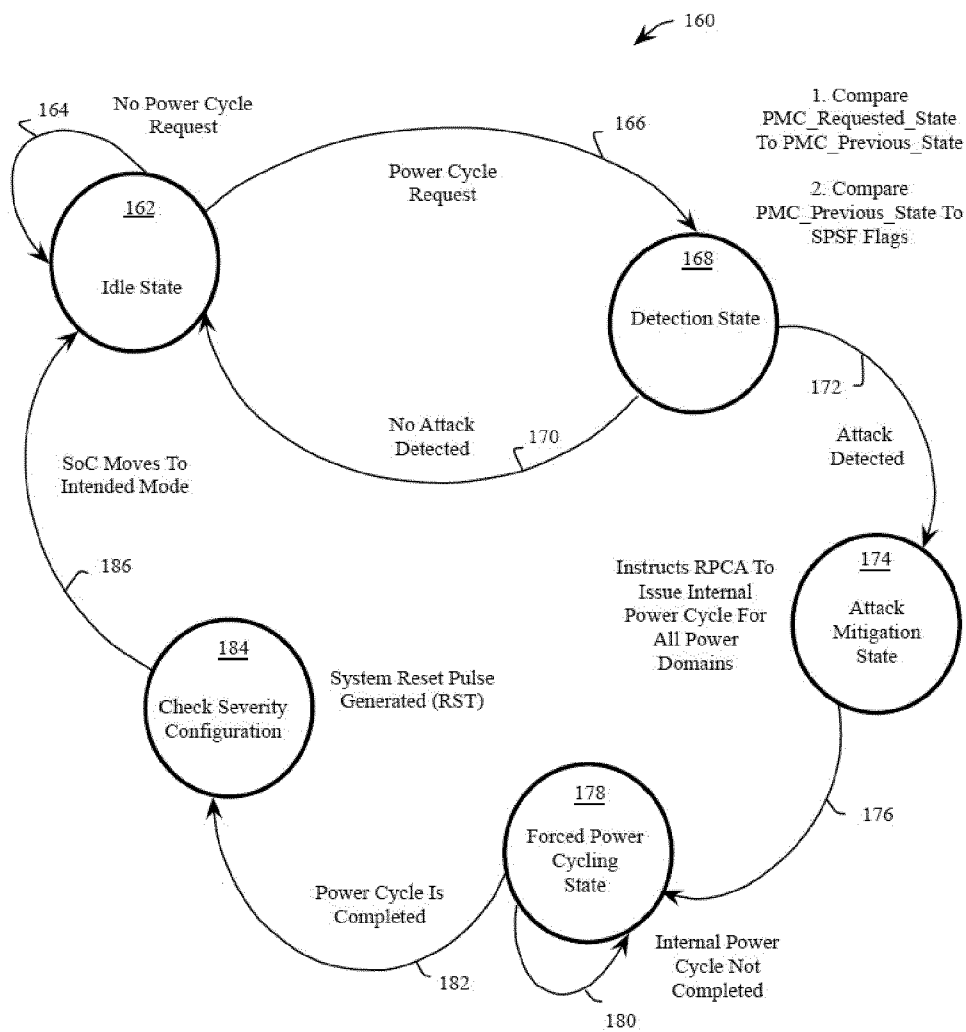 160
164
No Power Cycle
Request
166
1. Compare
PMC_Requested_State
To PMC_Previous_State
Power Cycle
Request
2. Compare
PMC_Previous_State To
SPSF Flags
162
Idle State
168
Detection State
172
No Attack
Detected
170
Attack
Detected
SoC Moves To
Intended Mode
186
Instructs RPCA To
Issue Internal
Power Cycle For
All Power
Domains
174
Attack
Mitigation
State
184
Check Severity
Configuration
System Reset Pulse
Generated (RST)
176
178
Forced Power
Cycling
State
Power Cycle Is
Completed
182
Internal Power
Cycle Not
Completed
180